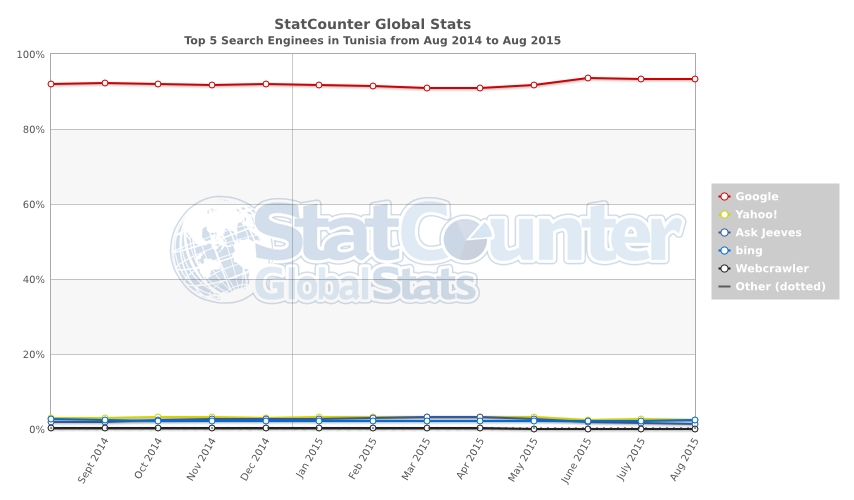 StatCounter Global Stats
Top 5 Search Enginees in Tunisia from Aug 2014 to Aug 2015
100%
80%
60%
40%
20%
0%
StatCounter
GlobalStats
Google
Yahoo!
Ask Jeeves
bing
Webcrawler
Other (dotted)
Sept 2014
Oct 2014
Nov 2014
Dec 2014
Jan 2015
Feb 2015
Mar 2015
Apr 2015
May 2015
June 2015
July 2015
Aug 2015